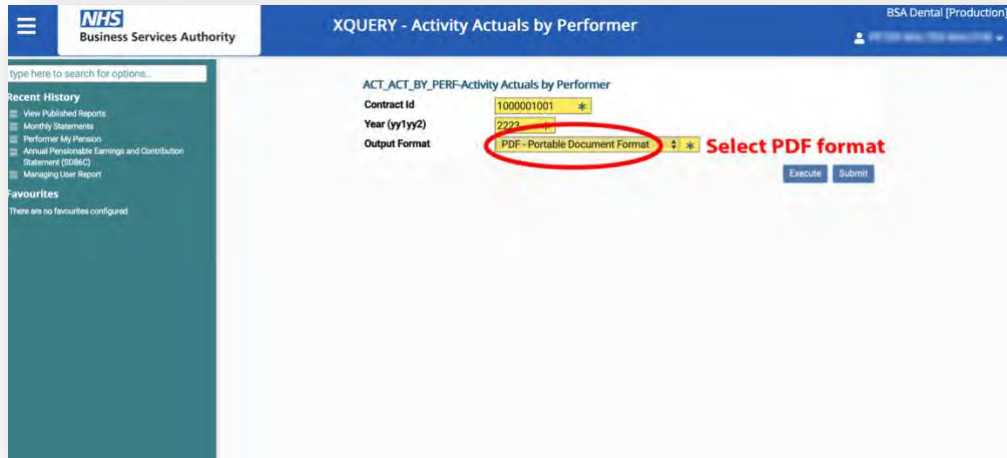 NHS
Business Services Authority
XQUERY - Activity Actuals by Performer
BSA Dental [Production]
type here to search for options...
Recent History
View Published Reports
Monthly Statements
Performer My Pension
Annual Pensionable Earnings and Contribution
Statement (SD86C)
Managing User Report
Favourites
There are no favourites configured
ACT_ACT_BY_PERF-Activity Actuals by Performer
Contract Id 1000001001 *
Year (yy1yy2) 2223 *
Output Format PDF - Portable Document Format * Select PDF format
Execute Submit